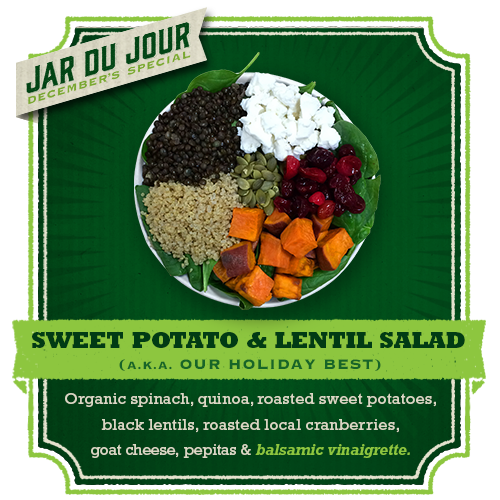 JAR DU JOUR
DECEMBER'S SPECIAL
SWEET POTATO & LENTIL SALAD
(A.K.A. OUR HOLIDAY BEST)
Organic spinach, quinoa, roasted sweet potatoes,
black lentils, roasted local cranberries,
goat cheese, pepitas & balsamic vinaigrette.